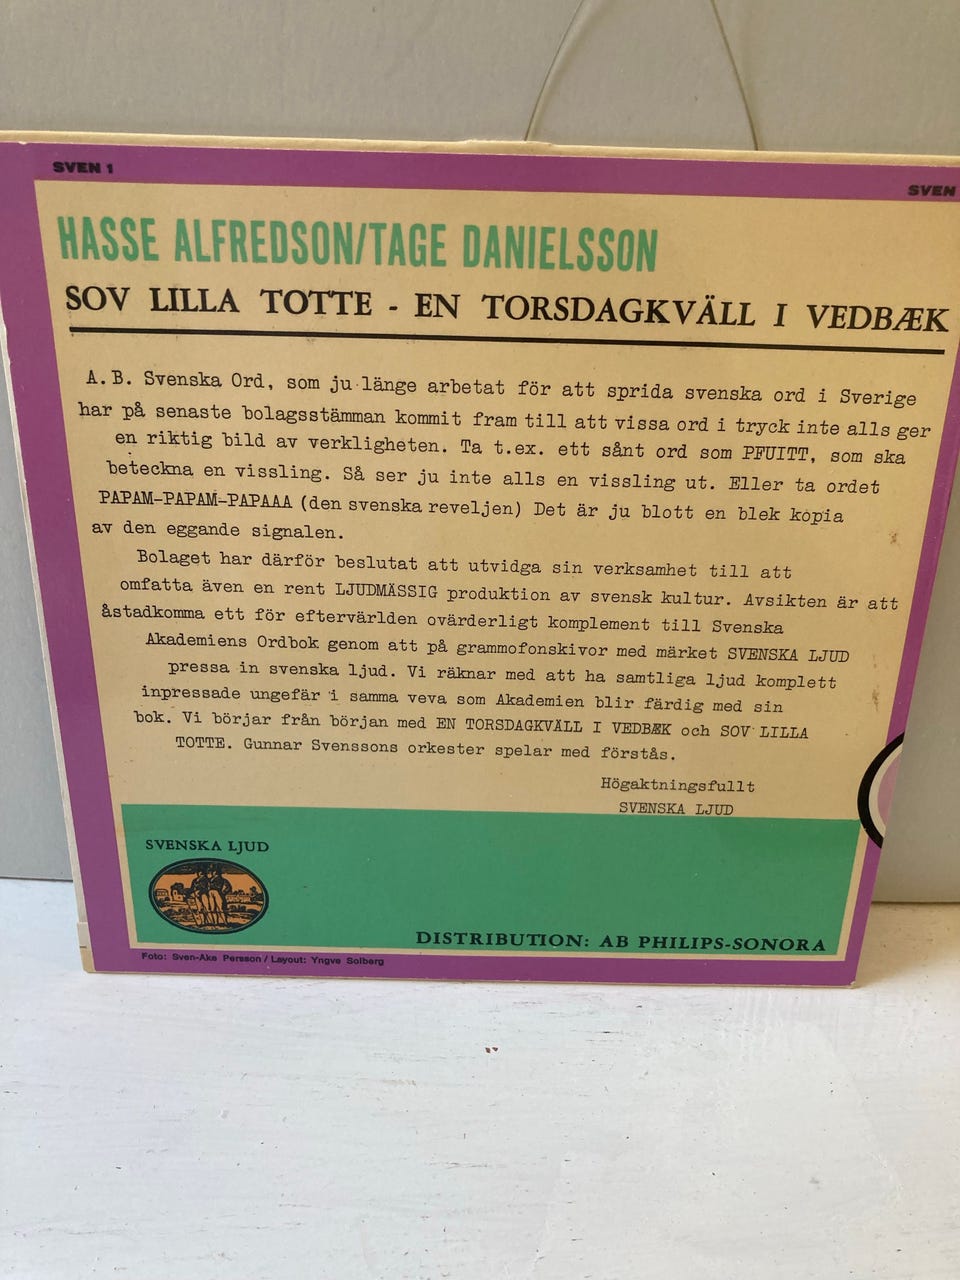 SVEN 1
SVEN
HASSE ALFREDSON/TAGE DANIELSSON
SOV LILLA TOTTE - EN TORSDAGKVÄLL I VEDBÆK
A.B. Svenska Ord, som ju länge arbetat för att sprida svenska ord i Sverige
har på senaste bolagsstämman kommit fram till att vissa ord i tryck inte alls ger
en riktig bild av verkligheten. Ta t.ex. ett sånt ord som PFUITT, som ska
beteckna en vissling. Så ser ju inte alls en vissling ut. Eller ta ordet
PAPAM-PAPAM-PAPAAA (den svenska reveljen) Det är ju blott en blek kopia
av den eggande signalen.
Bolaget har därför beslutat att utvidga sin verksamhet till att
omfatta även en rent LJUDMÄSSIG produktion av svensk kultur. Avsikten är att
åstadkomma ett för eftervärlden ovärderligt komplement till Svenska
Akademiens Ordbok genom att på grammofonskivor med märket SVENSKA LJUD
pressa in svenska ljud. Vi räknar med att ha samtliga ljud komplett
inpressade ungefär i samma veva som Akademien blir färdig med sin
bok. Vi börjar från början med EN TORSDAGKVÄLL I VEDBÆK och SOV LILLA
TOTTE. Gunnar Svenssons orkester spelar med förstås.
Högaktningsfullt
SVENSKA LJUD
SVENSKA LJUD
DISTRIBUTION: AB PHILIPS-SONORA
Foto: Sven-Åke Persson / Layout: Yngve Solberg